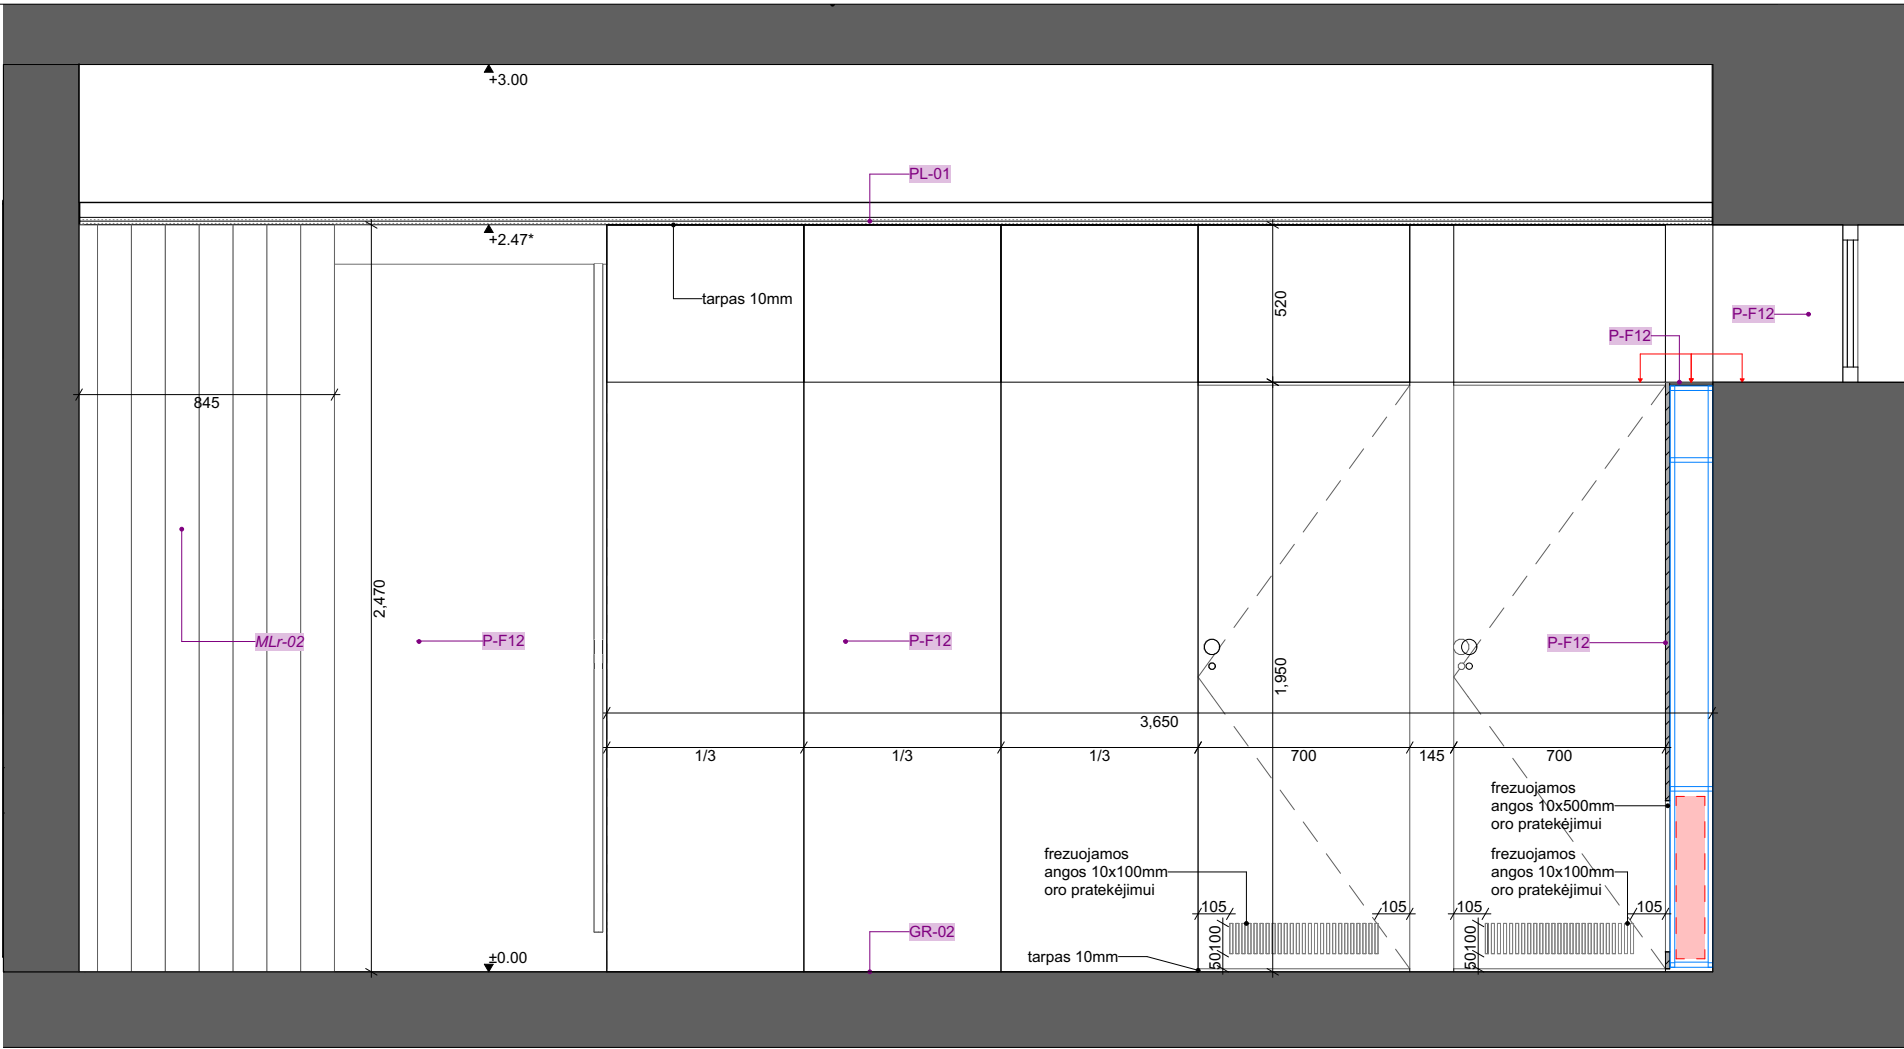 +3.00
PL-01
+2.47*
tarpas 10mm
520
P-F12
P-F12
845
2,470
MLr-02
P-F12
P-F12
P-F12
1,950
3,650
1/3
1/3
1/3
700
145
700
frezuojamos
angos 10x500mm
oro pratekėjimui
frezuojamos
angos 10x100mm
oro pratekėjimui
frezuojamos
angos 10x100mm
oro pratekėjimui
105
105
105
105
50
100
50
100
GR-02
tarpas 10mm
±0.00